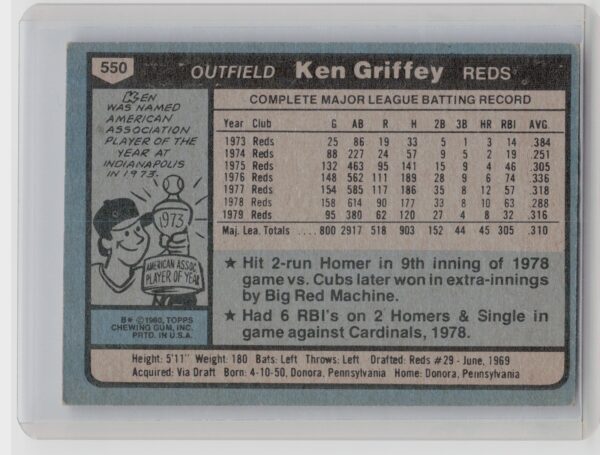 550
OUTFIELD Ken Griffey REDS
KEN
WAS NAMED
AMERICAN
ASSOCIATION
PLAYER OF THE
YEAR AT
INDIANAPOLIS
IN 1973.
1973
AMERICAN ASSOC.
PLAYER OF YEAR
B* © 1980, TOPPS
CHEWING GUM, INC.
PRTD. IN U.S.A.
COMPLETE MAJOR LEAGUE BATTING RECORD
Year Club G AB R H 2B 3B HR RBI AVG.
1973 Reds 25 86 19 33 5 1 3 14 .384
1974 Reds 88 227 24 57 9 5 2 19 .251
1975 Reds 132 463 95 141 15 9 4 46 .305
1976 Reds 148 562 111 189 28 9 6 74 .336
1977 Reds 154 585 117 186 35 8 12 57 .318
1978 Reds 158 614 90 177 33 8 10 63 .288
1979 Reds 95 380 62 120 27 4 8 32 .316
Maj. Lea. Totals ....800 2917 518 903 152 44 45 305 .310
★ Hit 2-run Homer in 9th inning of 1978
game vs. Cubs later won in extra-innings
by Big Red Machine.
★ Had 6 RBI's on 2 Homers & Single in
game against Cardinals, 1978.
Height: 5'11" Weight: 180 Bats: Left Throws: Left Drafted: Reds #29 - June, 1969
Acquired: Via Draft Born: 4-10-50, Donora, Pennsylvania Home: Donora, Pennsylvania